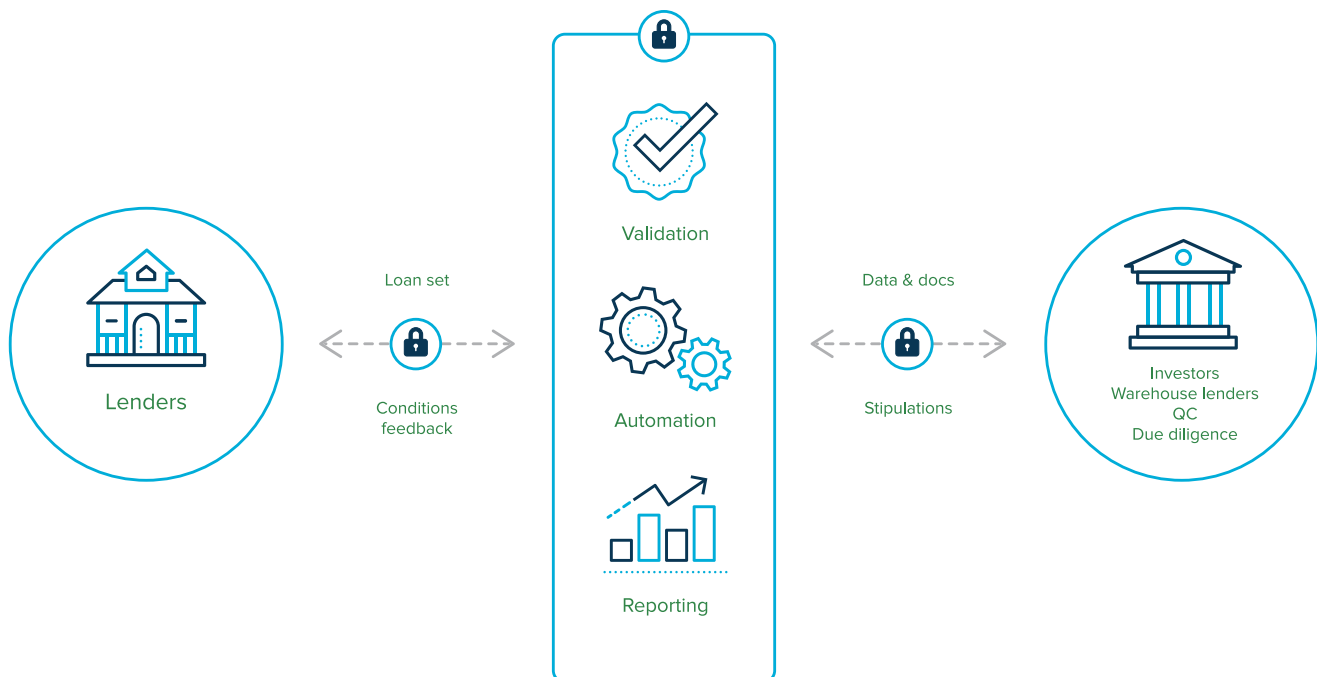 Lenders
Loan set
Conditions
feedback
Validation
Automation
Reporting
Data & docs
Stipulations
Investors
Warehouse lenders
QC
Due diligence